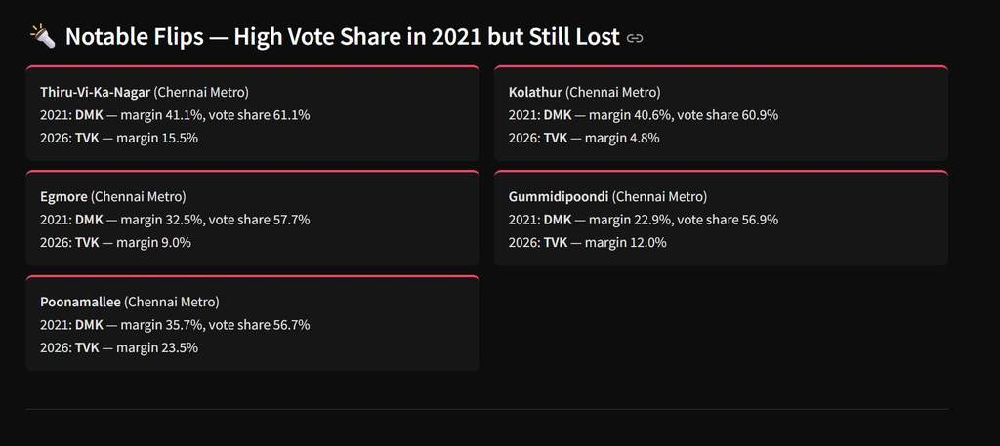 Notable Flips — High Vote Share in 2021 but Still Lost
Thiru-Vi-Ka-Nagar (Chennai Metro)
2021: DMK — margin 41.1%, vote share 61.1%
2026: TVK — margin 15.5%
Kolathur (Chennai Metro)
2021: DMK — margin 40.6%, vote share 60.9%
2026: TVK — margin 4.8%
Egmore (Chennai Metro)
2021: DMK — margin 32.5%, vote share 57.7%
2026: TVK — margin 9.0%
Gummidipoondi (Chennai Metro)
2021: DMK — margin 22.9%, vote share 56.9%
2026: TVK — margin 12.0%
Poonamallee (Chennai Metro)
2021: DMK — margin 35.7%, vote share 56.7%
2026: TVK — margin 23.5%